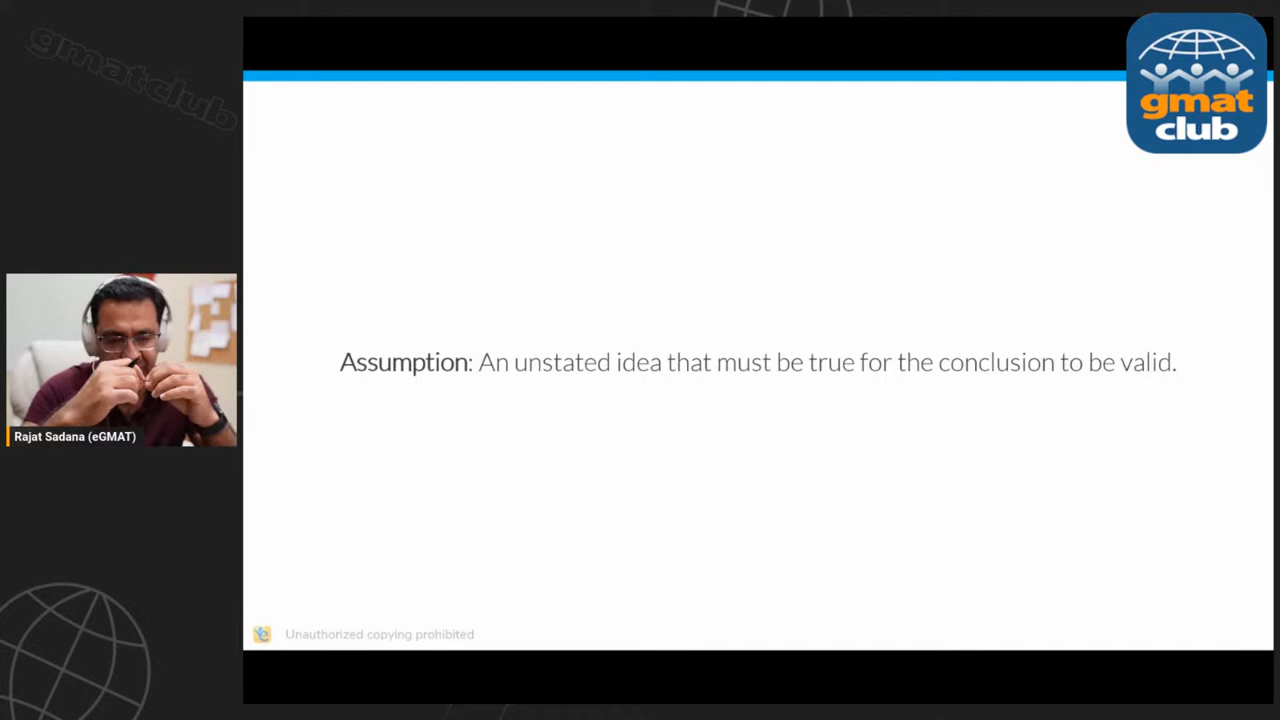 gmatclub
gmat
club
Assumption: An unstated idea that must be true for the conclusion to be valid.
Rajat Sadana (eGMAT)
Unauthorized copying prohibited